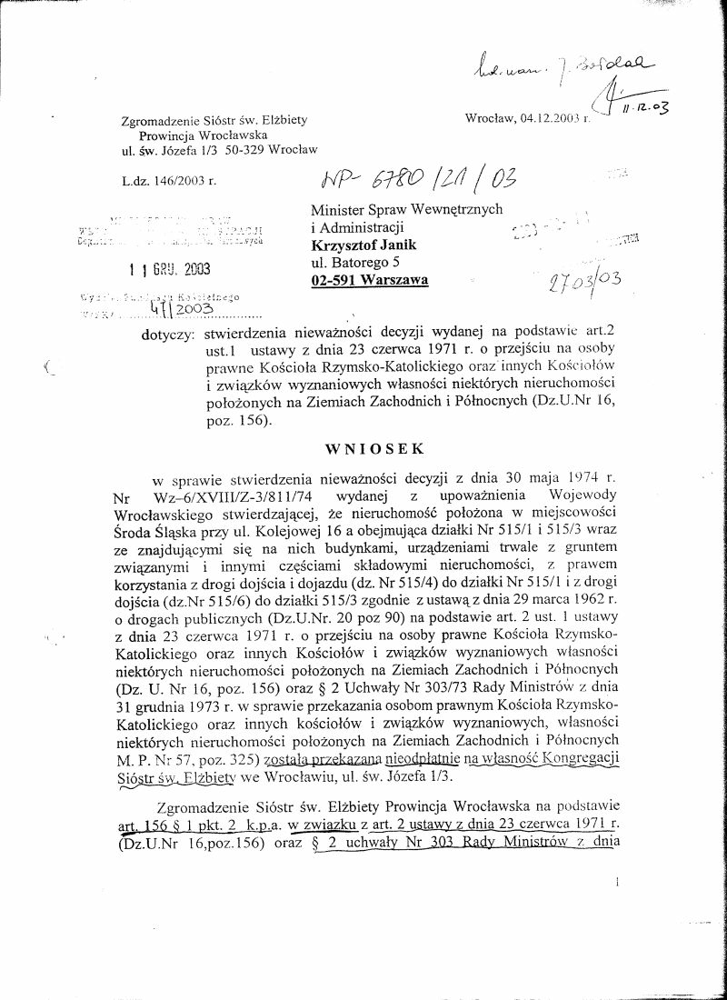 11.12.03
Zgromadzenie Sióstr św. Elżbiety
Prowincja Wrocławska
ul. św. Józefa 1/3 50-329 Wrocław
Wrocław, 04.12.2003 r.
L.dz. 146/2003 r.
NP- 6780/21/03
Minister Spraw Wewnętrznych
i Administracji
Krzysztof Janik
ul. Batorego 5
02-591 Warszawa
11 GRU. 2003
47/2003
2703/03
dotyczy: stwierdzenia nieważności decyzji wydanej na podstawie art.2
ust.1 ustawy z dnia 23 czerwca 1971 r. o przejściu na osoby
prawne Kościoła Rzymsko-Katolickiego oraz innych Kościołów
i związków wyznaniowych własności niektórych nieruchomości
położonych na Ziemiach Zachodnich i Północnych (Dz.U.Nr 16,
poz. 156).
WNIOSEK
w sprawie stwierdzenia nieważności decyzji z dnia 30 maja 1974 r.
Nr Wz–6/XVIII/Z-3/811/74 wydanej z upoważnienia Wojewody
Wrocławskiego stwierdzającej, że nieruchomość położona w miejscowości
Środa Śląska przy ul. Kolejowej 16 a obejmująca działki Nr 515/1 i 515/3 wraz
ze znajdującymi się na nich budynkami, urządzeniami trwale z gruntem
związanymi i innymi częściami składowymi nieruchomości, z prawem
korzystania z drogi dojścia i dojazdu (dz. Nr 515/4) do działki Nr 515/1 i z drogi
dojścia (dz.Nr 515/6) do działki 515/3 zgodnie z ustawą z dnia 29 marca 1962 r.
o drogach publicznych (Dz.U.Nr. 20 poz 90) na podstawie art. 2 ust. 1 ustawy
z dnia 23 czerwca 1971 r. o przejściu na osoby prawne Kościoła Rzymsko-
Katolickiego oraz innych Kościołów i związków wyznaniowych własności
niektórych nieruchomości położonych na Ziemiach Zachodnich i Północnych
(Dz. U. Nr 16, poz. 156) oraz § 2 Uchwały Nr 303/73 Rady Ministrów z dnia
31 grudnia 1973 r. w sprawie przekazania osobom prawnym Kościoła Rzymsko-
Katolickiego oraz innych kościołów i związków wyznaniowych, własności
niektórych nieruchomości położonych na Ziemiach Zachodnich i Północnych
M. P. Nr 57, poz. 325) została przekazana nieodpłatnie na własność Kongregacji
Sióstr św. Elżbiety we Wrocławiu, ul. św. Józefa 1/3.
Zgromadzenie Sióstr św. Elżbiety Prowincja Wrocławska na podstawie
art. 156 § 1 pkt. 2 k.p.a. w związku z art. 2 ustawy z dnia 23 czerwca 1971 r.
(Dz.U.Nr 16,poz.156) oraz § 2 uchwały Nr 303 Rady Ministrów z dnia
1